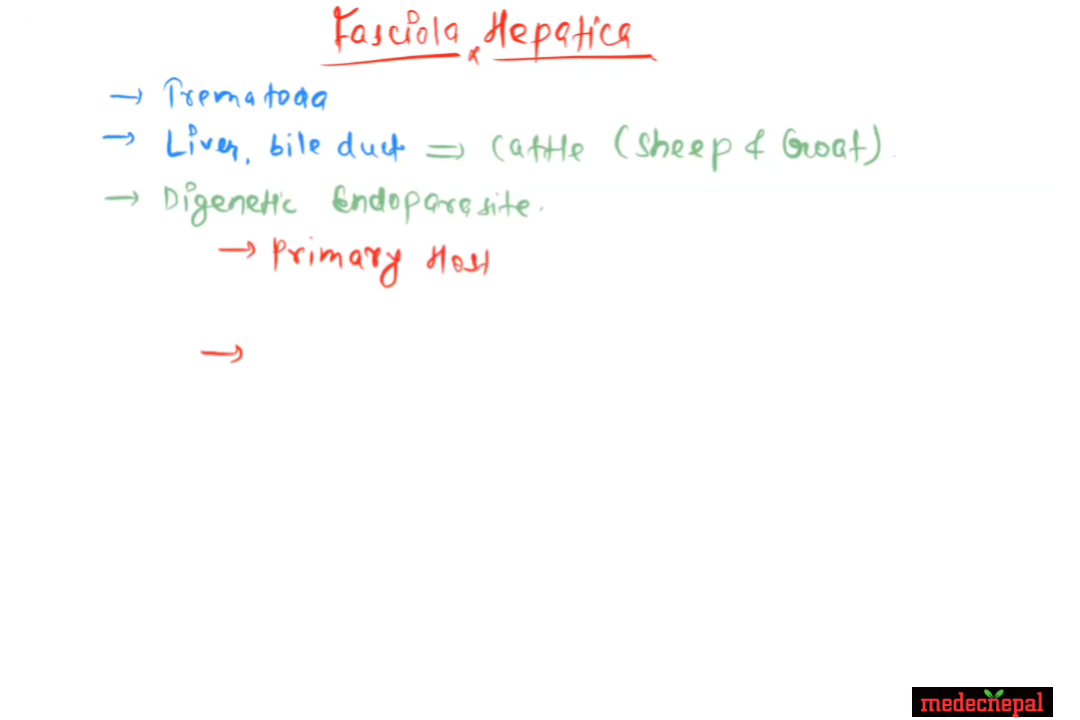 Fasciola Hepatica
→ Trematoda
→ Liver, bile duct ⇒ Cattle (Sheep & Goat)
→ Digenetic Endoparasite.
→ Primary Host
→
medecnepal